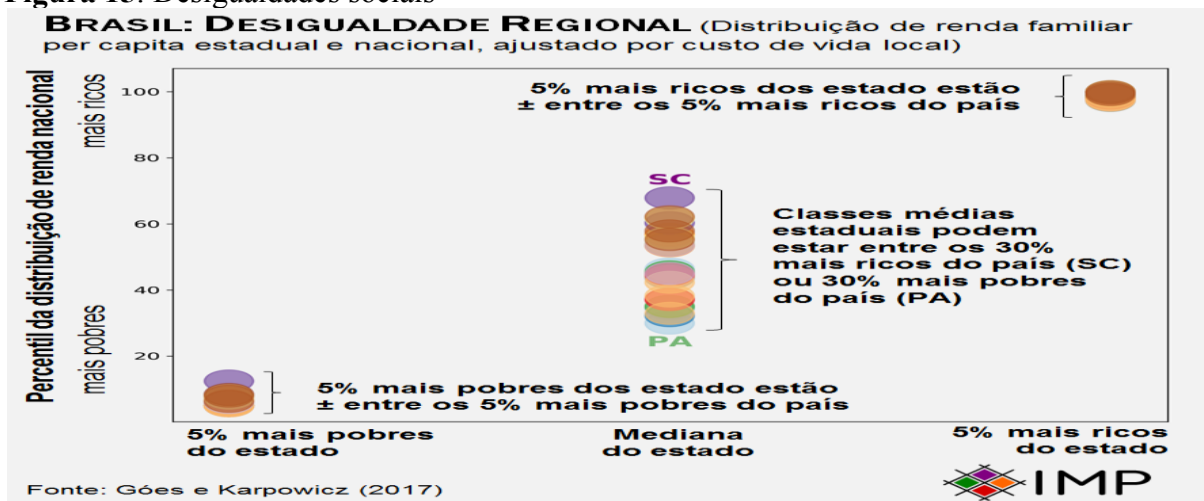 Figura 13: Desigualdades sociais
BRASIL: DESIGUALDADE REGIONAL (Distribuição de renda familiar
per capita estadual e nacional, ajustado por custo de vida local)
Percentil da distribuição de renda nacional
mais ricos
mais pobres
100
80
60
40
20
5% mais ricos dos estado estão
± entre os 5% mais ricos do país
SC
Classes médias
estaduais podem
estar entre os 30%
mais ricos do país (SC)
ou 30% mais pobres
do país (PA)
PA
5% mais pobres dos estado estão
± entre os 5% mais pobres do país
5% mais pobres
do estado
Mediana
do estado
5% mais ricos
do estado
Fonte: Góes e Karpowicz (2017)
IMP